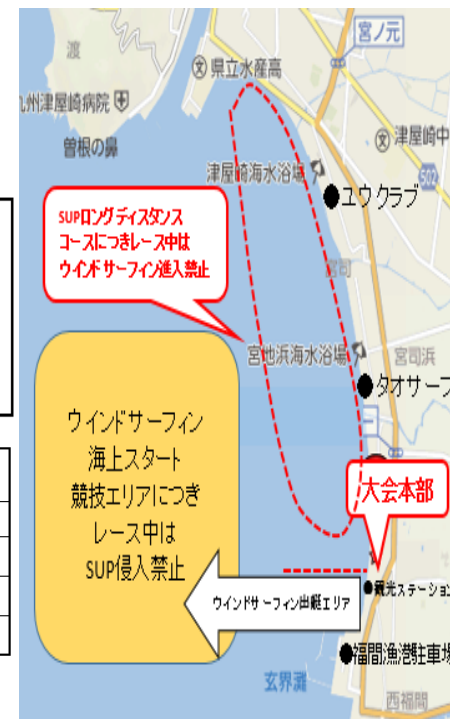 宮ノ元
渡
県立水産高
九州津屋崎病院
曽根の鼻
津屋崎中
津屋崎海水浴場
502
ユウクラブ
SUPロングディスタンス
コースにつきレース中は
ウインドサーフィン進入禁止
宮司
宮地浜海水浴場
宮司浜
タオサーフ
ウインドサーフィン
海上スタート
競技エリアにつき
レース中は
SUP侵入禁止
大会本部
ウインドサーフィン出艇エリア
観光ステーション
福間漁港駐車場
玄界灘
西福間